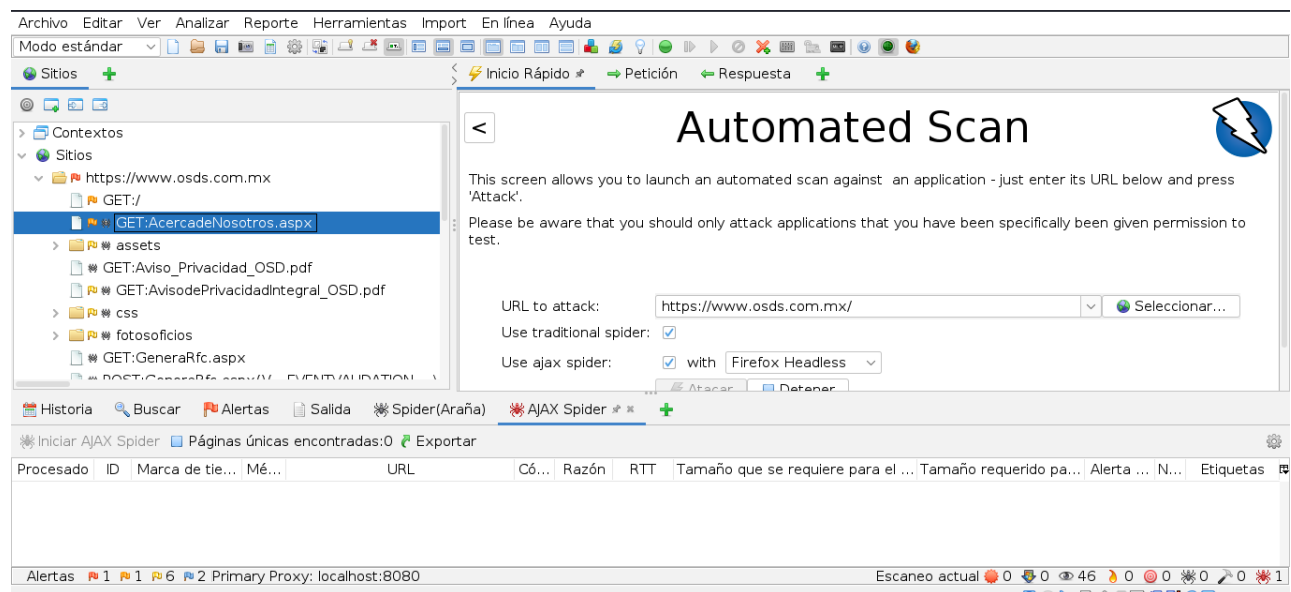 Archivo Editar Ver Analizar Reporte Herramientas Import En línea Ayuda
Modo estándar
Sitios
Inicio Rápido Petición Respuesta
Contextos
Sitios
https://www.osds.com.mx
GET:/
GET:AcercadeNosotros.aspx
assets
GET:Aviso_Privacidad_OSD.pdf
GET:AvisodePrivacidadIntegral_OSD.pdf
css
fotosoficios
GET:GeneraRfc.aspx
<
Automated Scan
This screen allows you to launch an automated scan against an application - just enter its URL below and press
'Attack'.
Please be aware that you should only attack applications that you have been specifically been given permission to
test.
URL to attack: https://www.osds.com.mx/ Seleccionar...
Use traditional spider:
Use ajax spider: with Firefox Headless
Atacar Detener
Historia Buscar Alertas Salida Spider(Araña) AJAX Spider
Iniciar AJAX Spider Páginas únicas encontradas:0 Exportar
Procesado ID Marca de tie... Mé... URL Có... Razón RTT Tamaño que se requiere para el ... Tamaño requerido pa... Alerta ... N... Etiquetas
Alertas 1 1 6 2 Primary Proxy: localhost:8080 Escaneo actual 0 0 46 0 0 0 0 1